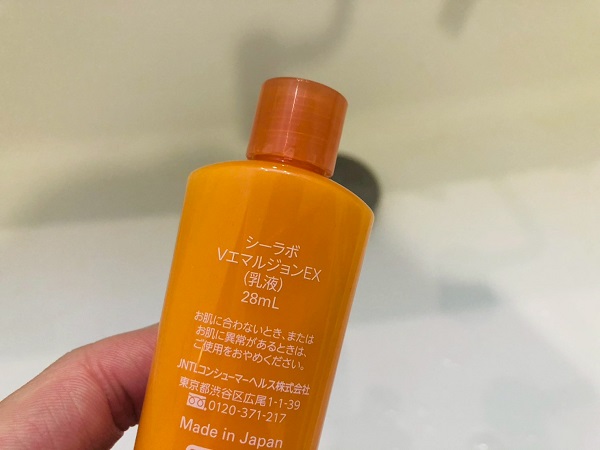 シーラボ
VエマルジョンEX
(乳液)
28mL
お肌に合わないとき、または
お肌に異常があるときは、
ご使用をおやめください。
JNTLコンシューマーヘルス株式会社
東京都渋谷区広尾1-1-39
0120-371-217
Made in Japan